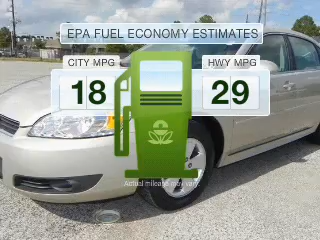 EPA FUEL ECONOMY ESTIMATES
CITY MPG
HWY MPG
18
29
Actual mileage may vary.